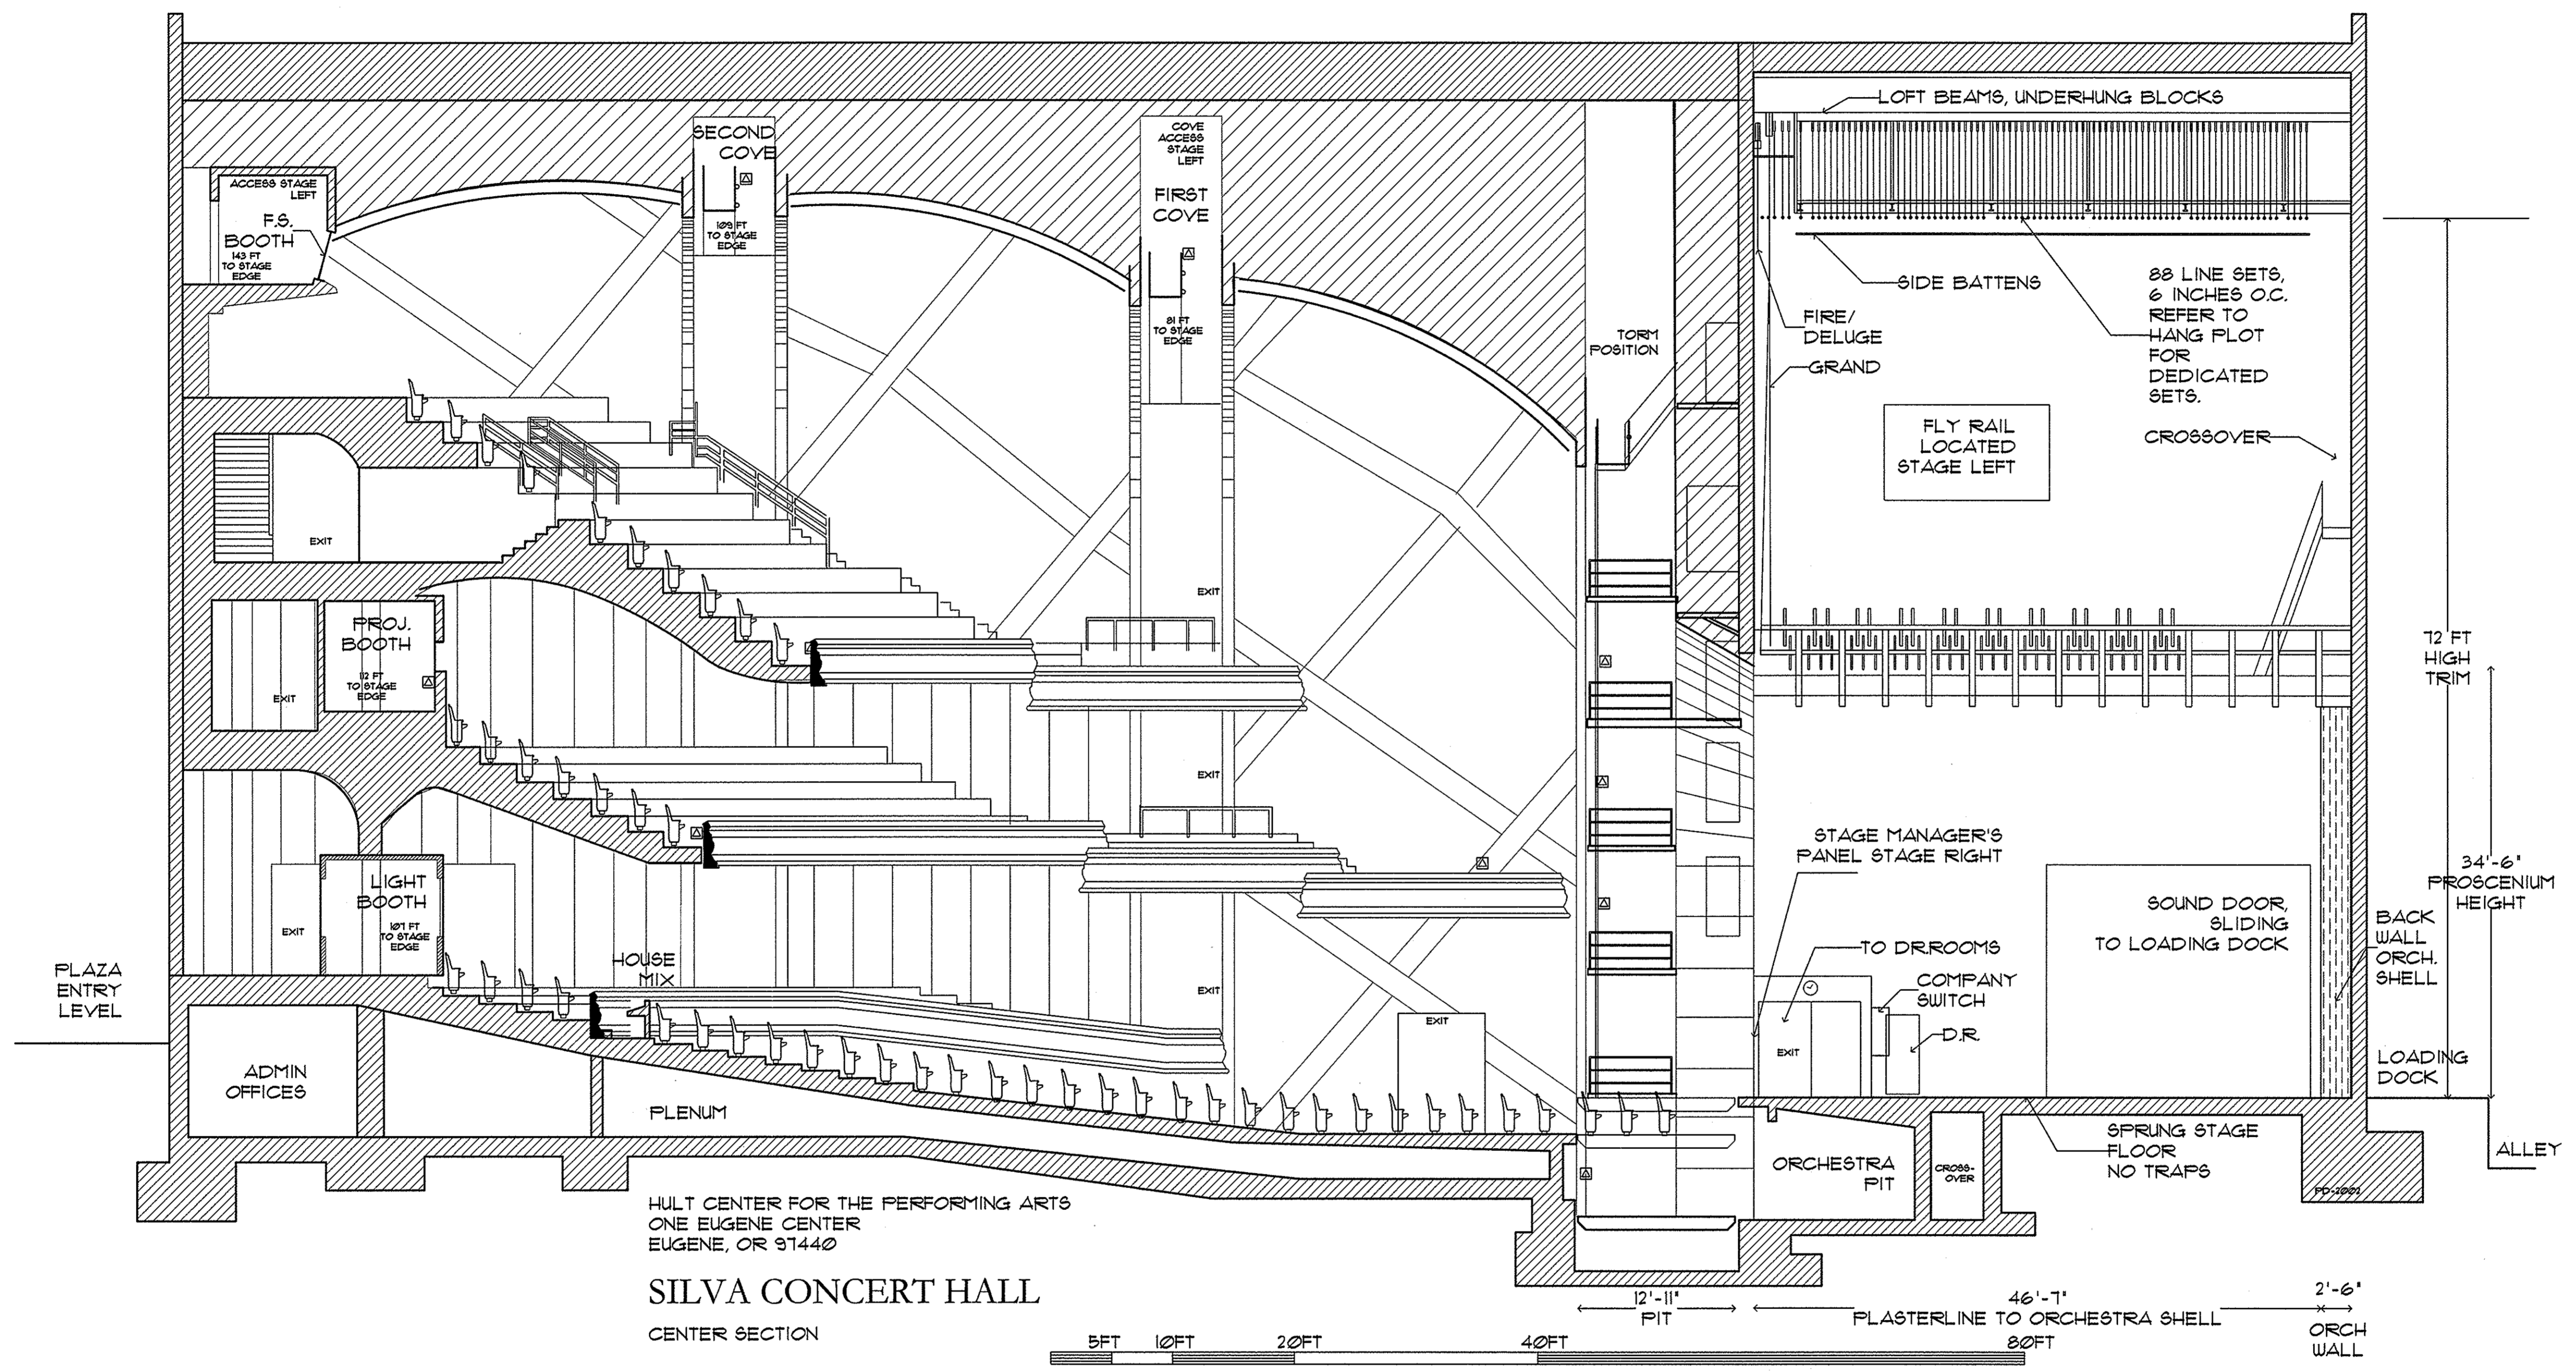 LOFT BEAMS, UNDERHUNG BLOCKS
SECOND
COVE
109 FT
TO STAGE
EDGE
COVE
ACCESS
STAGE
LEFT
FIRST
COVE
81 FT
TO STAGE
EDGE
ACCESS STAGE
LEFT
F.S.
BOOTH
143 FT
TO STAGE
EDGE
TORM
POSITION
SIDE BATTENS
FIRE/
DELUGE
GRAND
88 LINE SETS,
6 INCHES O.C.
REFER TO
HANG PLOT
FOR
DEDICATED
SETS.
FLY RAIL
LOCATED
STAGE LEFT
CROSSOVER
EXIT
EXIT
PROJ.
BOOTH
112 FT
TO STAGE
EDGE
EXIT
72 FT
HIGH
TRIM
EXIT
STAGE MANAGER'S
PANEL STAGE RIGHT
34'-6"
PROSCENIUM
HEIGHT
LIGHT
BOOTH
107 FT
TO STAGE
EDGE
EXIT
SOUND DOOR,
SLIDING
TO LOADING DOCK
BACK
WALL
ORCH.
SHELL
TO DR.ROOMS
COMPANY
SWITCH
D.R.
EXIT
HOUSE
MIX
EXIT
EXIT
PLAZA
ENTRY
LEVEL
LOADING
DOCK
ADMIN
OFFICES
PLENUM
ORCHESTRA
PIT
CROSS-
OVER
SPRUNG STAGE
FLOOR
NO TRAPS
ALLEY
PD-2002
HULT CENTER FOR THE PERFORMING ARTS
ONE EUGENE CENTER
EUGENE, OR 97440
SILVA CONCERT HALL
CENTER SECTION
12'-11"
PIT
46'-7"
PLASTERLINE TO ORCHESTRA SHELL
2'-6"
ORCH
WALL
5FT 10FT 20FT 40FT 80FT